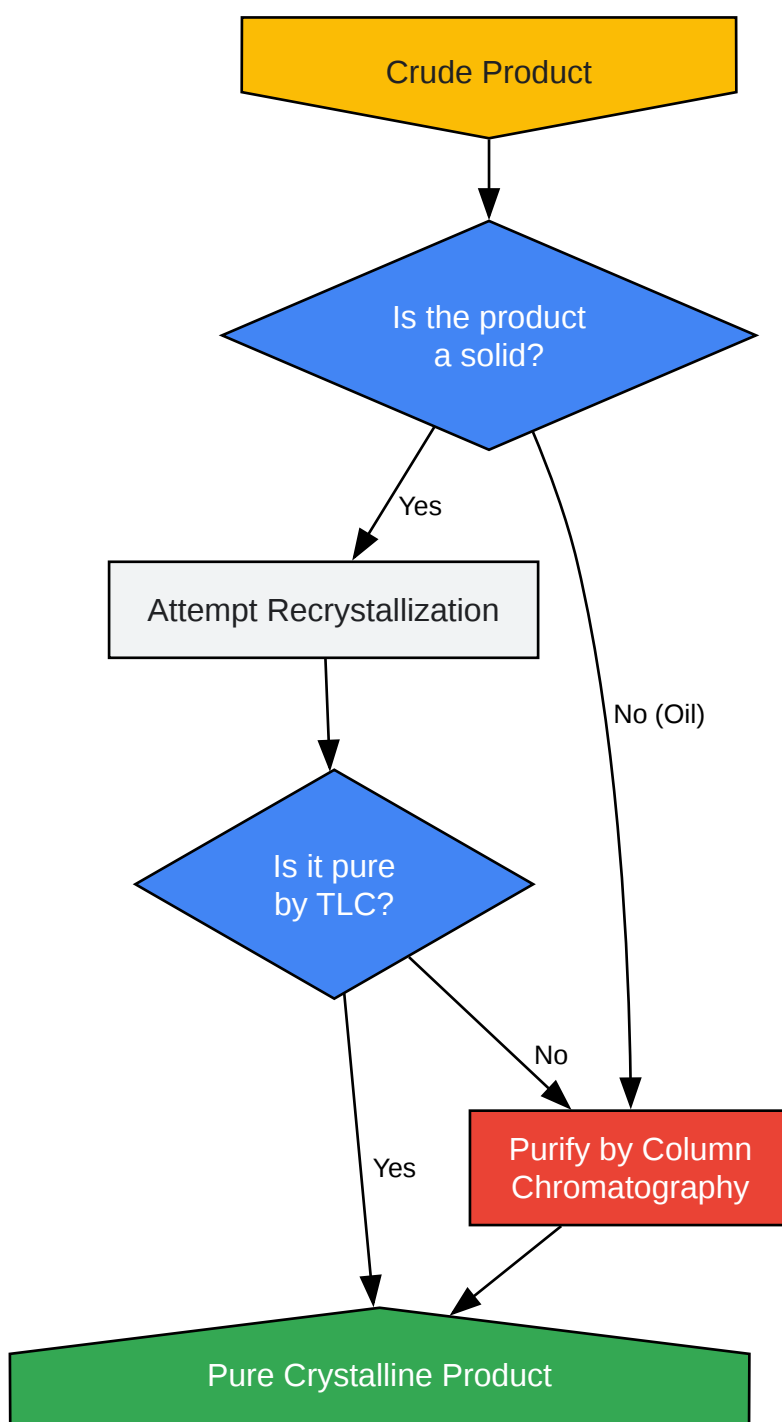 Crude Product
Is the product
a solid?
Yes
Attempt Recrystallization
No (Oil)
Is it pure
by TLC?
No
Yes
Purify by Column
Chromatography
Pure Crystalline Product